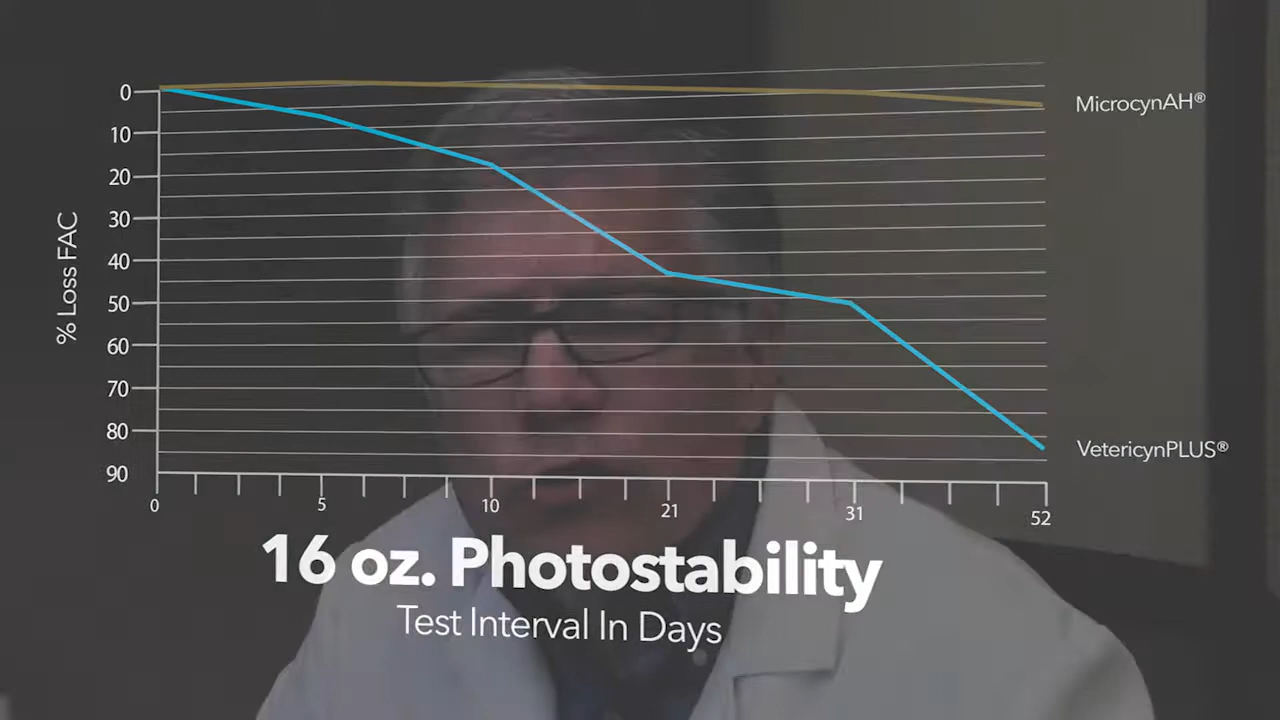 % Loss FAC
0
10
20
30
40
50
60
70
80
90
MicrocynAH®
VetericynPLUS®
0 5 10 21 31 52
16 oz. Photostability
Test Interval In Days